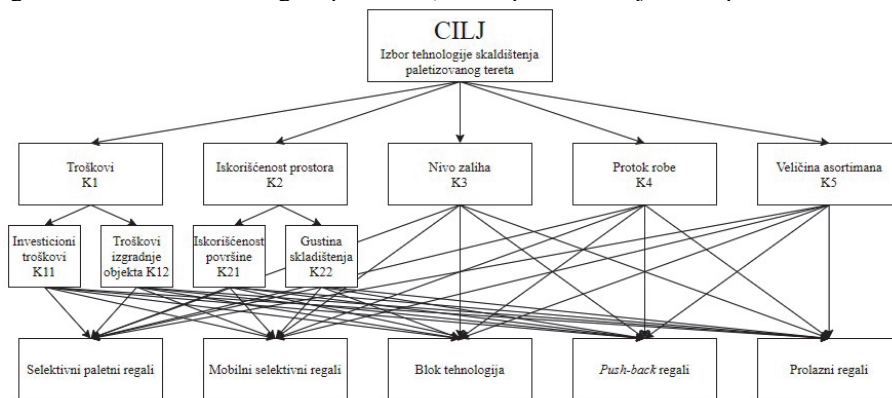 CILJ
Izbor tehnologije skaldištenja
paletizovanog tereta
Troškovi
K1
Iskorišćenost prostora
K2
Nivo zaliha
K3
Protok robe
K4
Veličina asortimana
K5
Investicioni
troškovi
K11
Troškovi
izgradnje
objekta K12
Iskorišćenost
površine
K21
Gustina
skladištenja
K22
Selektivni paletni regali
Mobilni selektivni regali
Blok tehnologija
Push-back regali
Prolazni regali